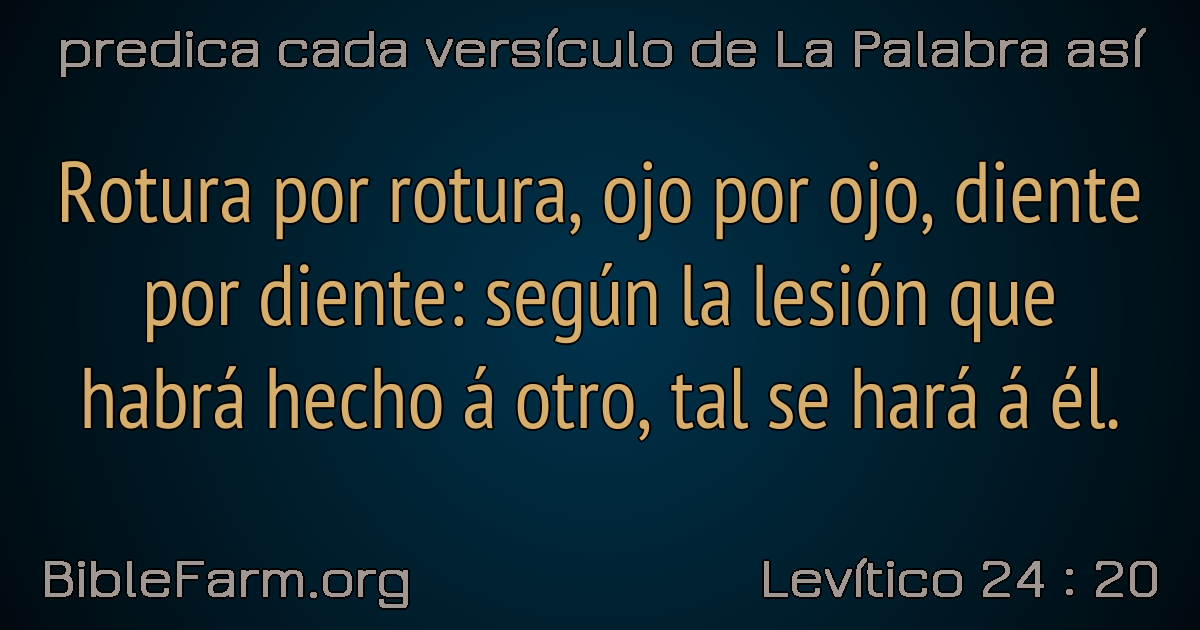 predica cada versículo de La Palabra así
Rotura por rotura, ojo por ojo, diente
por diente: según la lesión que
habrá hecho á otro, tal se hará á él.
BibleFarm.org
Levítico 24 : 20